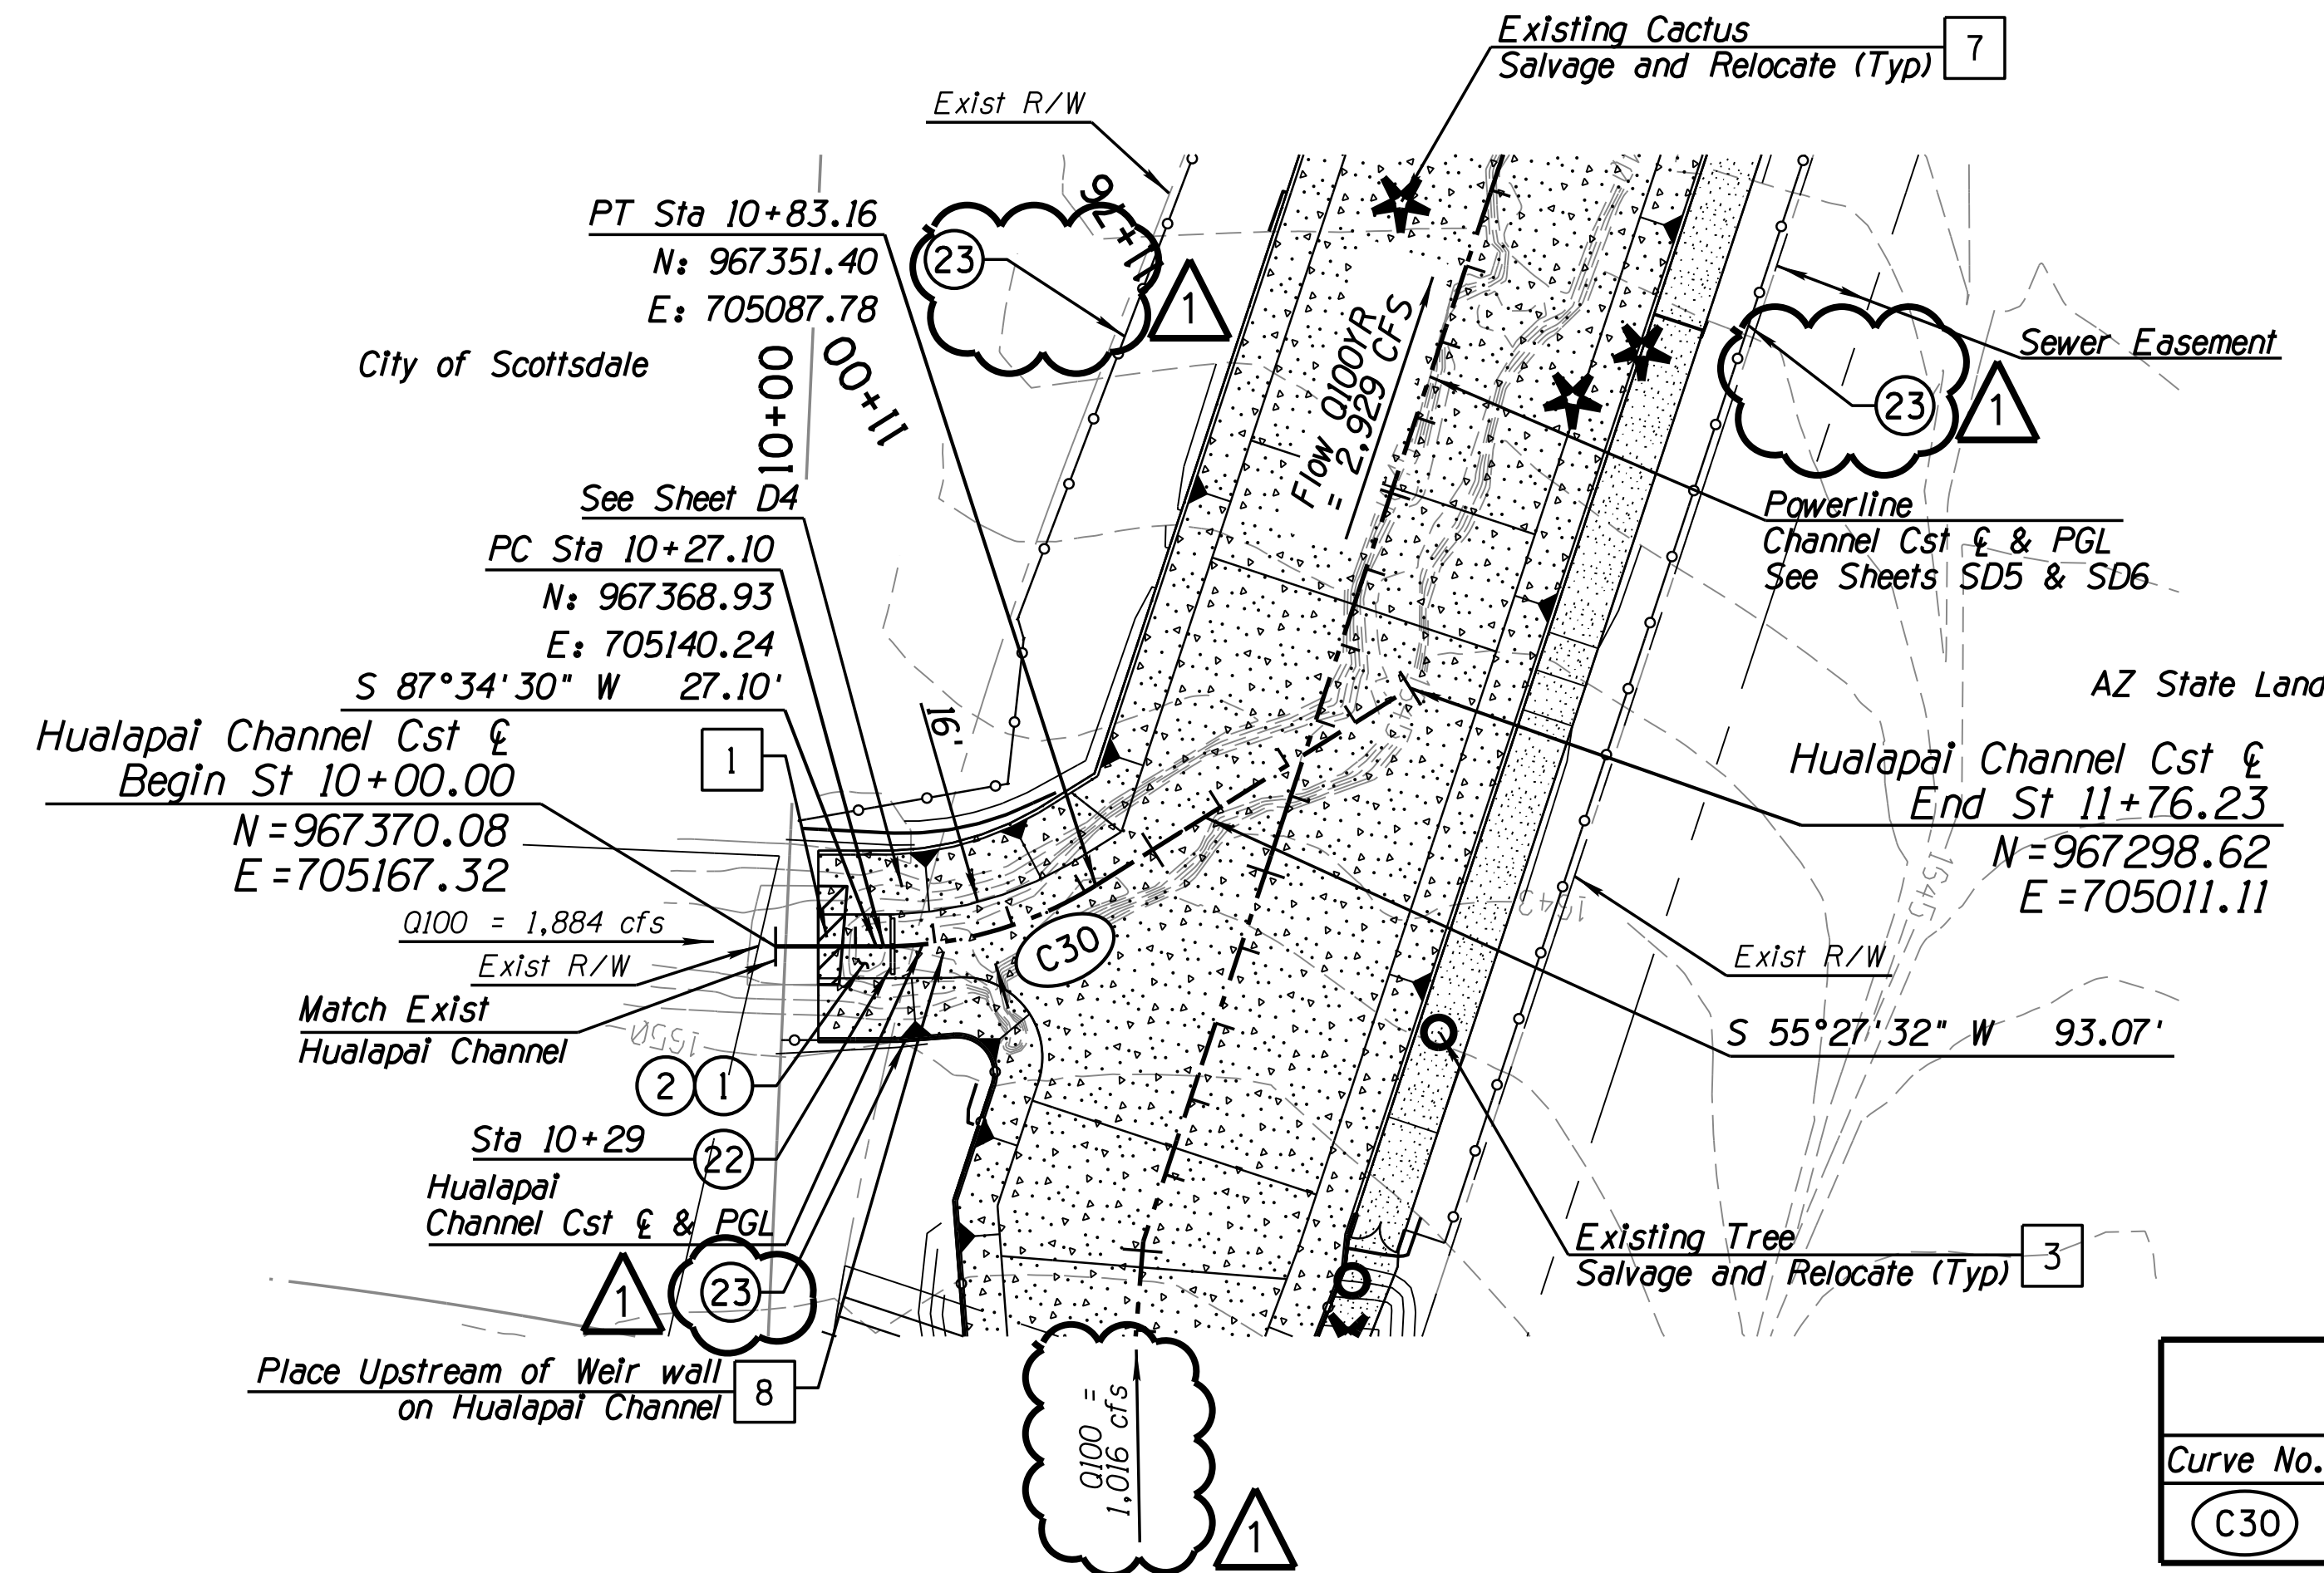 Existing Cactus
Salvage and Relocate (Typ)
7
Exist R/W
PT Sta 10+83.16
N: 967351.40
E: 705087.78
23
1
11+76
City of Scottsdale
10+00
11+00
Flow Q100YR
= 2,929 CFS
Sewer Easement
23
1
See Sheet D4
PC Sta 10+27.10
N: 967368.93
E: 705140.24
S 87°34'30" W 27.10'
Powerline
Channel Cst ℄ & PGL
See Sheets SD5 & SD6
AZ State Land
Hualapai Channel Cst ℄
Begin St 10+00.00
N=967370.08
E=705167.32
1
16'
Hualapai Channel Cst ℄
End St 11+76.23
N=967298.62
E=705011.11
Q100 = 1,884 cfs
Exist R/W
Match Exist
Hualapai Channel
C30
1543
1545
Exist R/W
S 55°27'32" W 93.07'
1550
2
1
Sta 10+29
22
Hualapai
Channel Cst ℄ & PGL
1
23
Existing Tree
Salvage and Relocate (Typ)
3
Place Upstream of Weir wall
on Hualapai Channel
8
Q100 =
1,016 cfs
1
Curve No.
C30